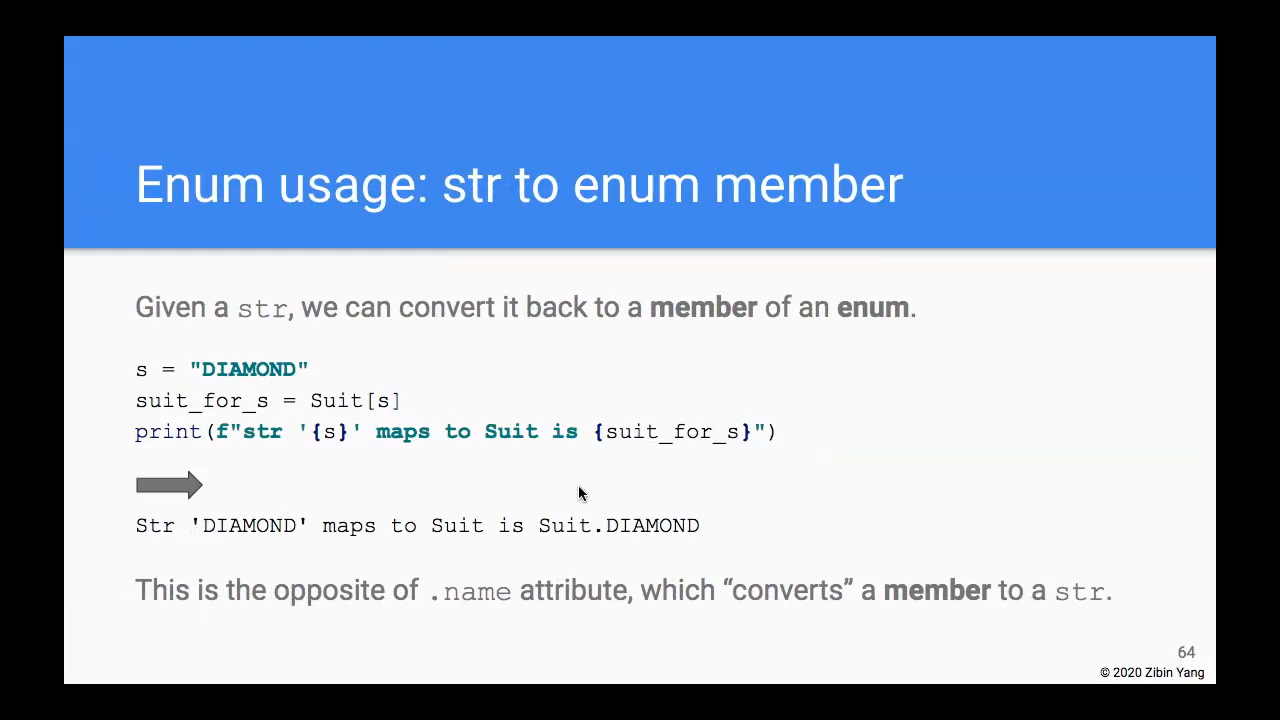 Enum usage: str to enum member
Given a str, we can convert it back to a member of an enum.
s = "DIAMOND"
suit_for_s = Suit[s]
print(f"str '{s}' maps to Suit is {suit_for_s}")
Str 'DIAMOND' maps to Suit is Suit.DIAMOND
This is the opposite of .name attribute, which “converts” a member to a str.
64
© 2020 Zibin Yang